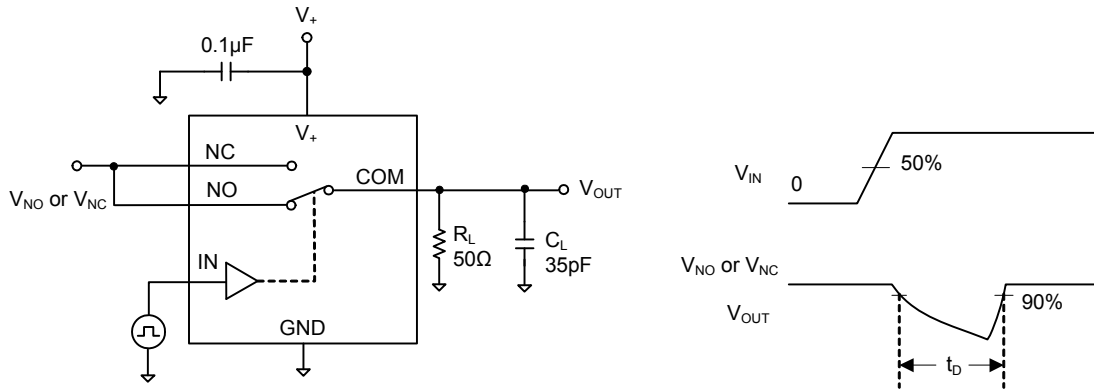 V+
0.1µF
V+
NC
COM
NO
VNO or VNC
VOUT
RL
50Ω
CL
35pF
IN
GND
VIN
0
50%
VNO or VNC
VOUT
90%
tD